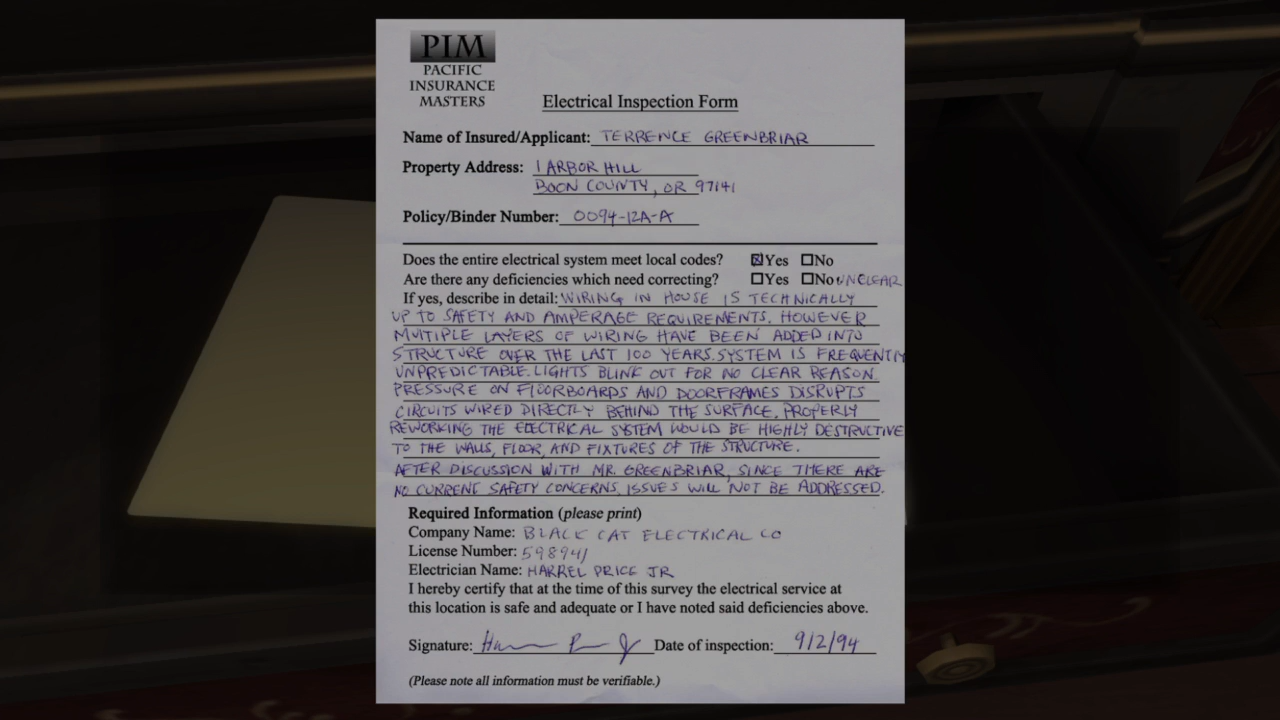 PIM
PACIFIC
INSURANCE
MASTERS
Electrical Inspection Form
Name of Insured/Applicant: TERRENCE GREENBRIAR
Property Address: 1 ARBOR HILL
BOON COUNTY, OR 97141
Policy/Binder Number: 0094-12A-A
Does the entire electrical system meet local codes? ☒Yes ☐No
Are there any deficiencies which need correcting? ☐Yes ☐No UNCLEAR
If yes, describe in detail: WIRING IN HOUSE IS TECHNICALLY
UP TO SAFETY AND AMPERAGE REQUIREMENTS. HOWEVER
MULTIPLE LAYERS OF WIRING HAVE BEEN ADDED INTO
STRUCTURE OVER THE LAST 100 YEARS. SYSTEM IS FREQUENTLY
UNPREDICTABLE. LIGHTS BLINK OUT FOR NO CLEAR REASON.
PRESSURE ON FLOORBOARDS AND DOORFRAMES DISRUPTS
CIRCUITS WIRED DIRECTLY BEHIND THE SURFACE. PROPERLY
REWORKING THE ELECTRICAL SYSTEM WOULD BE HIGHLY DESTRUCTIVE
TO THE WALLS, FLOOR, AND FIXTURES OF THE STRUCTURE.
AFTER DISCUSSION WITH MR. GREENBRIAR, SINCE THERE ARE
NO CURRENT SAFETY CONCERNS, ISSUES WILL NOT BE ADDRESSED.
Required Information (please print)
Company Name: BLACK CAT ELECTRICAL CO
License Number: 598941
Electrician Name: HARREL PRICE JR
I hereby certify that at the time of this survey the electrical service at
this location is safe and adequate or I have noted said deficiencies above.
Signature: Date of inspection: 9/2/94
(Please note all information must be verifiable.)